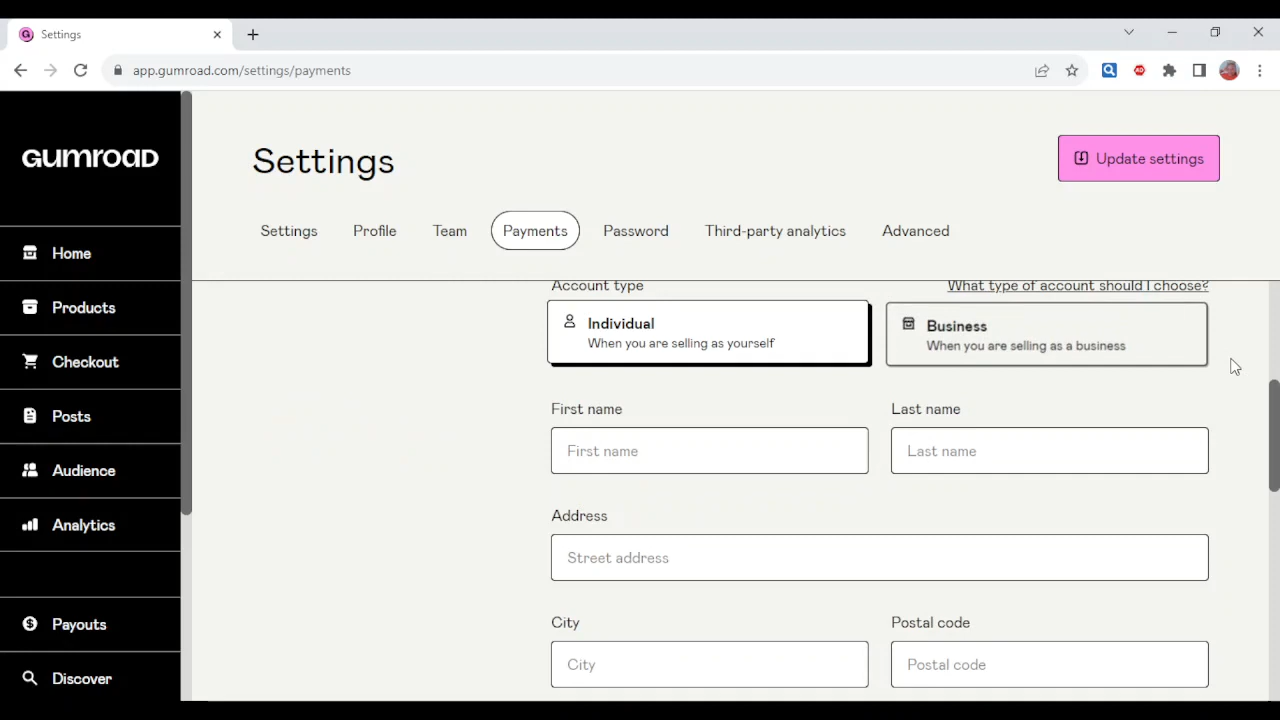 Settings
app.gumroad.com/settings/payments
GUMROAD
Home
Products
Checkout
Posts
Audience
Analytics
Payouts
Discover
Settings
Update settings
Settings Profile Team Payments Password Third-party analytics Advanced
Account type What type of account should I choose?
Individual
When you are selling as yourself
Business
When you are selling as a business
First name Last name
First name Last name
Address
Street address
City Postal code
City Postal code